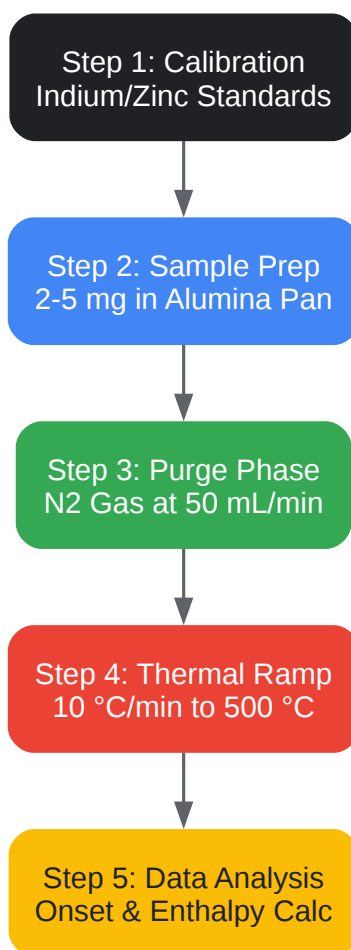 Step 1: Calibration
Indium/Zinc Standards
Step 2: Sample Prep
2-5 mg in Alumina Pan
Step 3: Purge Phase
N2 Gas at 50 mL/min
Step 4: Thermal Ramp
10 °C/min to 500 °C
Step 5: Data Analysis
Onset & Enthalpy Calc